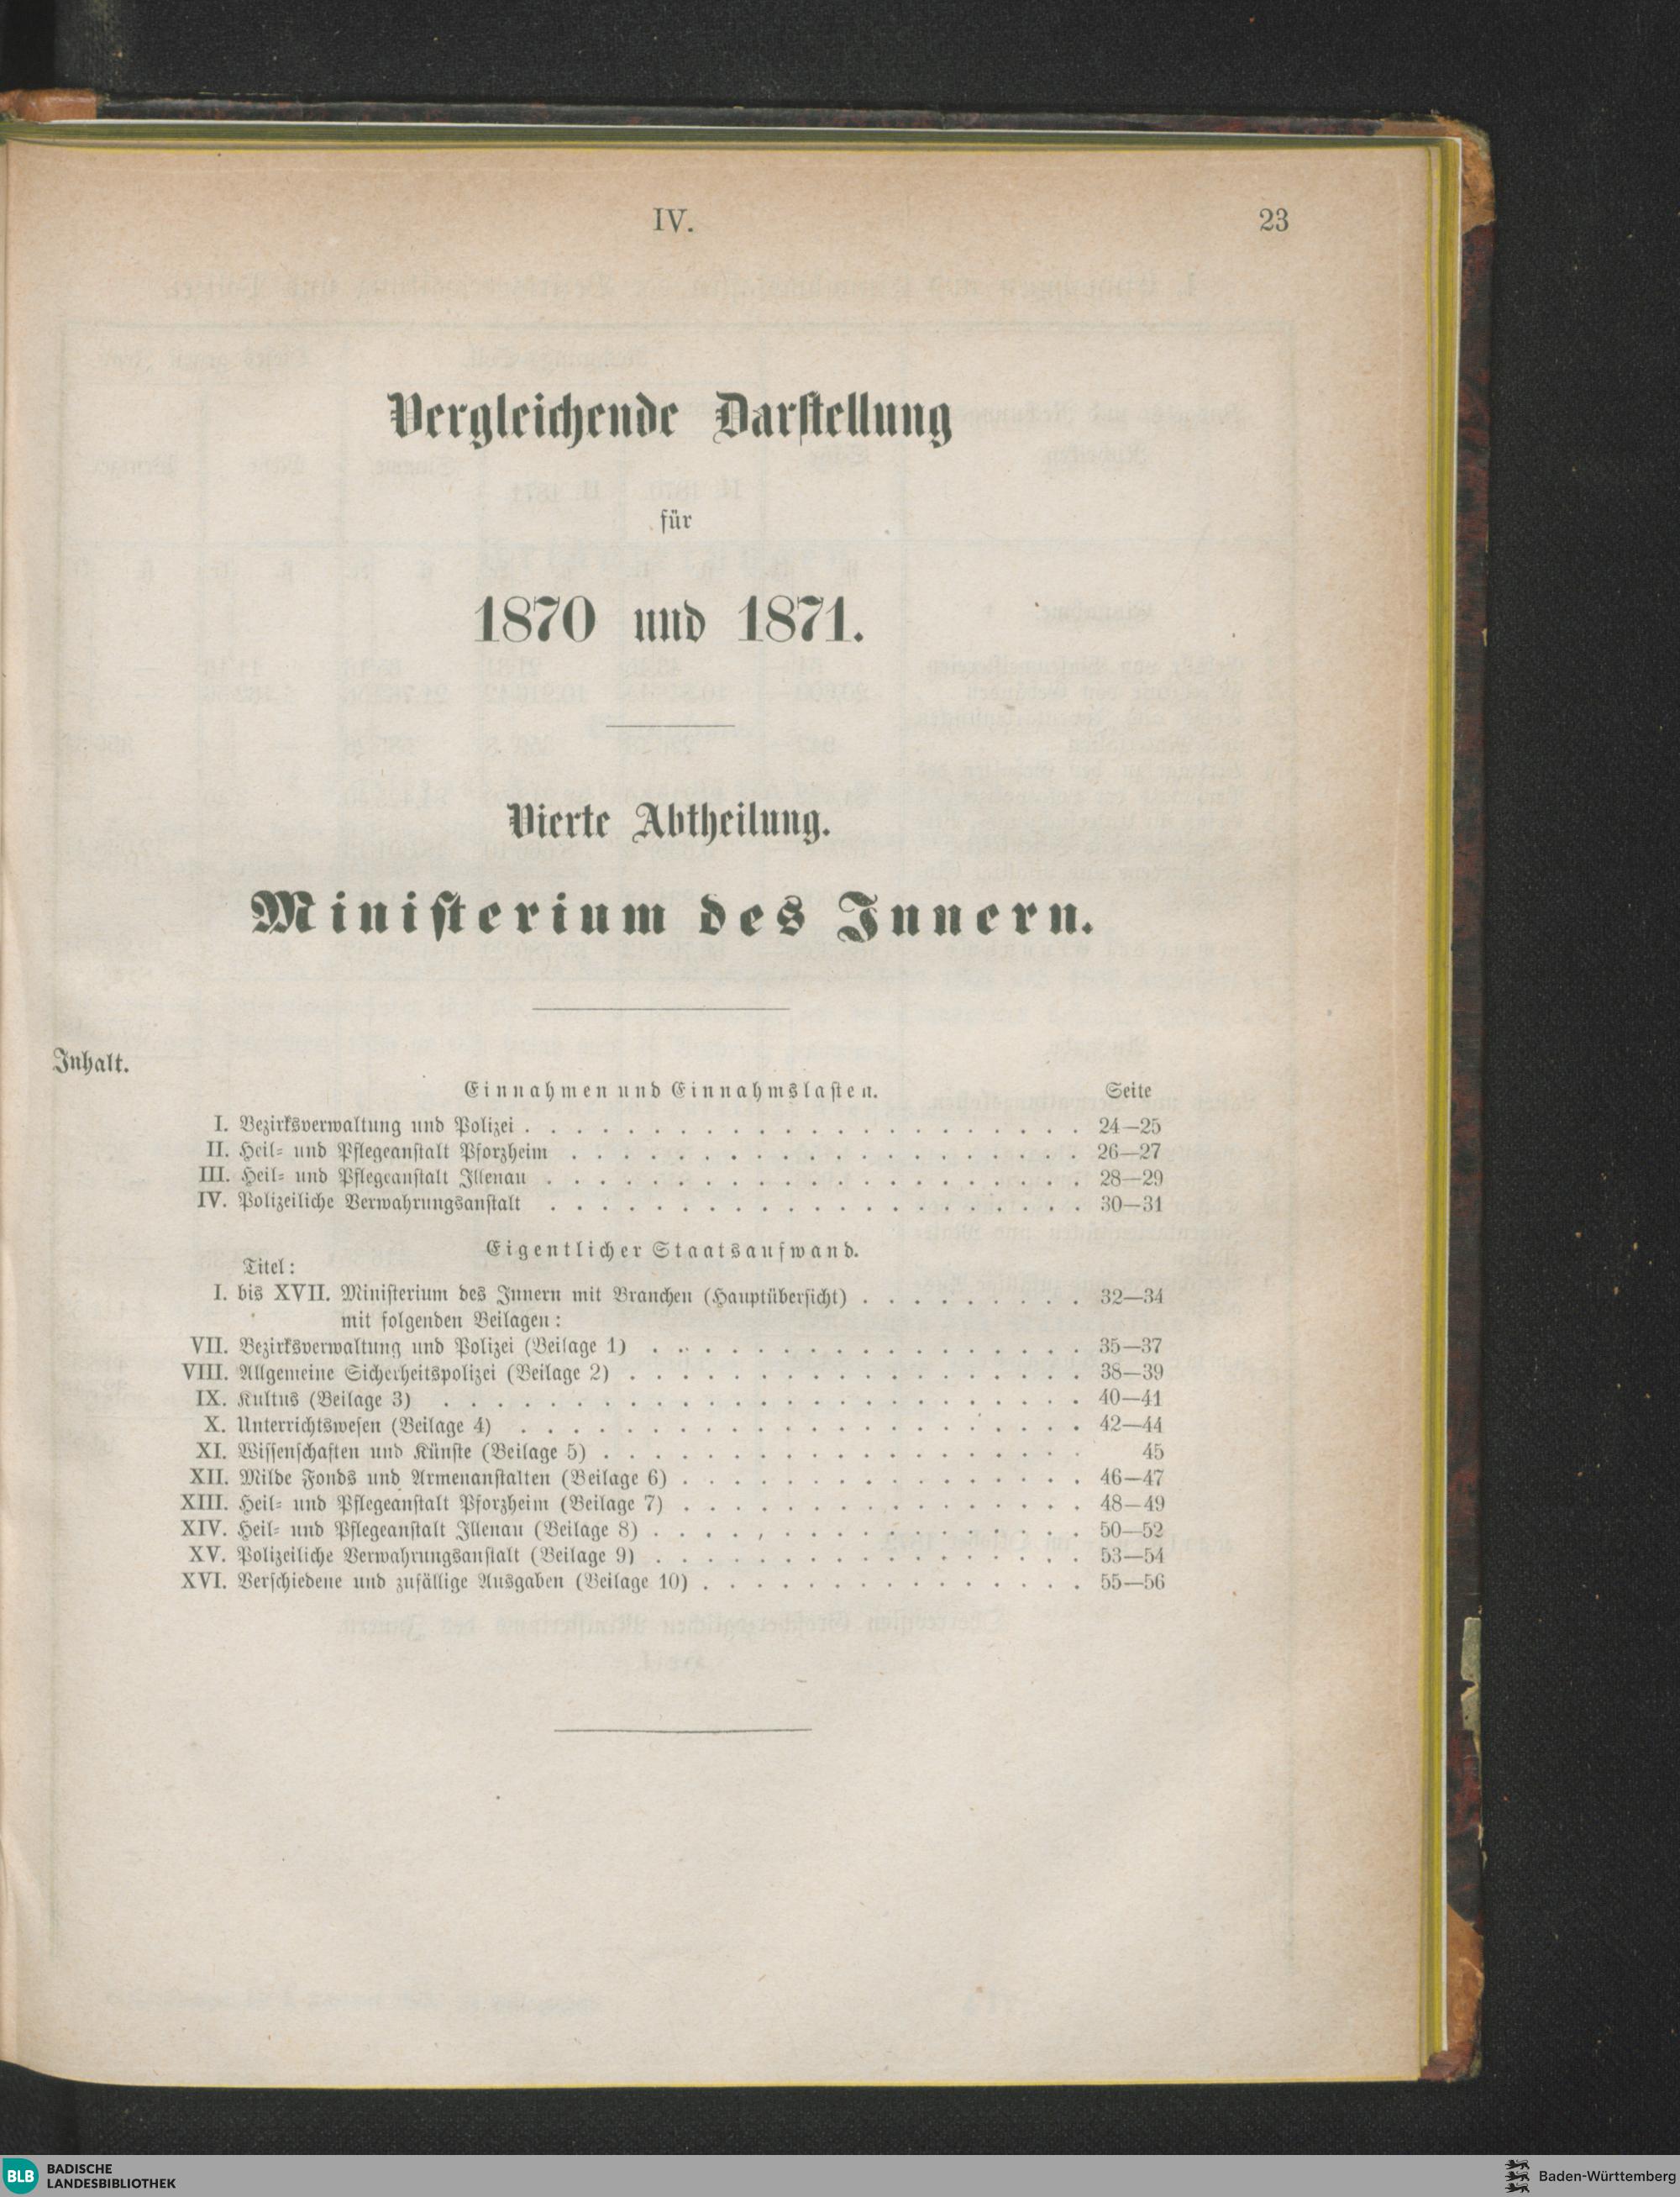 IV.
23
Vergleichende Darstellung
für
1870 und 1871.
Vierte Abtheilung.
Ministerium des Innern.
Inhalt.
Einnahmen und Einnahmslasten. Seite
I. Bezirksverwaltung und Polizei . . . . . . . . . . . . . . . . . . . . . . 24—25
II. Heil- und Pflegeanstalt Pforzheim . . . . . . . . . . . . . . . . . . . . 26—27
III. Heil- und Pflegeanstalt Illenau . . . . . . . . . . . . . . . . . . . . . 28—29
IV. Polizeiliche Verwahrungsanstalt . . . . . . . . . . . . . . . . . . . . . 30—31
Eigentlicher Staatsaufwand.
Titel:
I. bis XVII. Ministerium des Innern mit Branchen (Hauptübersicht) . . . . . . . . . 32—34
mit folgenden Beilagen:
VII. Bezirksverwaltung und Polizei (Beilage 1) . . . . . . . . . . . . . . . . . 35—37
VIII. Allgemeine Sicherheitspolizei (Beilage 2) . . . . . . . . . . . . . . . . . . 38—39
IX. Kultus (Beilage 3) . . . . . . . . . . . . . . . . . . . . . . . . . 40—41
X. Unterrichtswesen (Beilage 4) . . . . . . . . . . . . . . . . . . . . . . 42—44
XI. Wissenschaften und Künste (Beilage 5) . . . . . . . . . . . . . . . . . . . 45
XII. Milde Fonds und Armenanstalten (Beilage 6) . . . . . . . . . . . . . . . . 46—47
XIII. Heil- und Pflegeanstalt Pforzheim (Beilage 7) . . . . . . . . . . . . . . . . 48—49
XIV. Heil- und Pflegeanstalt Illenau (Beilage 8) . . . . . . . . . . . . . . . . . 50—52
XV. Polizeiliche Verwahrungsanstalt (Beilage 9) . . . . . . . . . . . . . . . . . 53—54
XVI. Verschiedene und zufällige Ausgaben (Beilage 10) . . . . . . . . . . . . . . . 55—56
BLB BADISCHE
LANDESBIBLIOTHEK
Baden-Württemberg